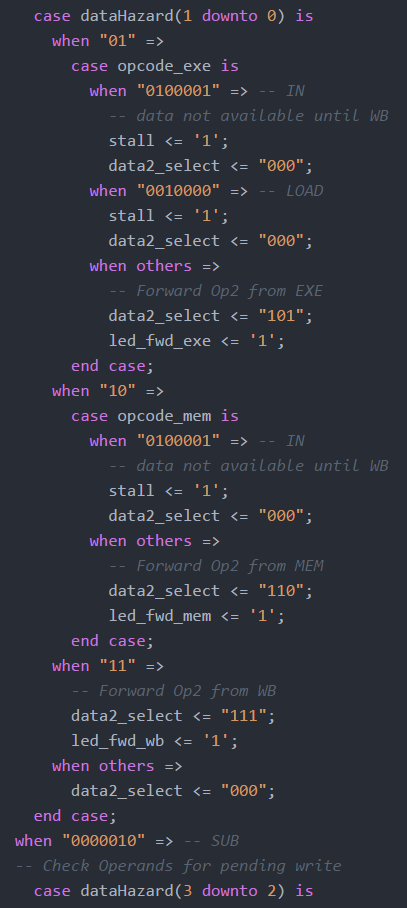 case dataHazard(1 downto 0) is
when "01" =>
case opcode_exe is
when "0100001" => -- IN
-- data not available until WB
stall <= '1';
data2_select <= "000";
when "0010000" => -- LOAD
stall <= '1';
data2_select <= "000";
when others =>
-- Forward Op2 from EXE
data2_select <= "101";
led_fwd_exe <= '1';
end case;
when "10" =>
case opcode_mem is
when "0100001" => -- IN
-- data not available until WB
stall <= '1';
data2_select <= "000";
when others =>
-- Forward Op2 from MEM
data2_select <= "110";
led_fwd_mem <= '1';
end case;
when "11" =>
-- Forward Op2 from WB
data2_select <= "111";
led_fwd_wb <= '1';
when others =>
data2_select <= "000";
end case;
when "0000010" => -- SUB
-- Check Operands for pending write
case dataHazard(3 downto 2) is